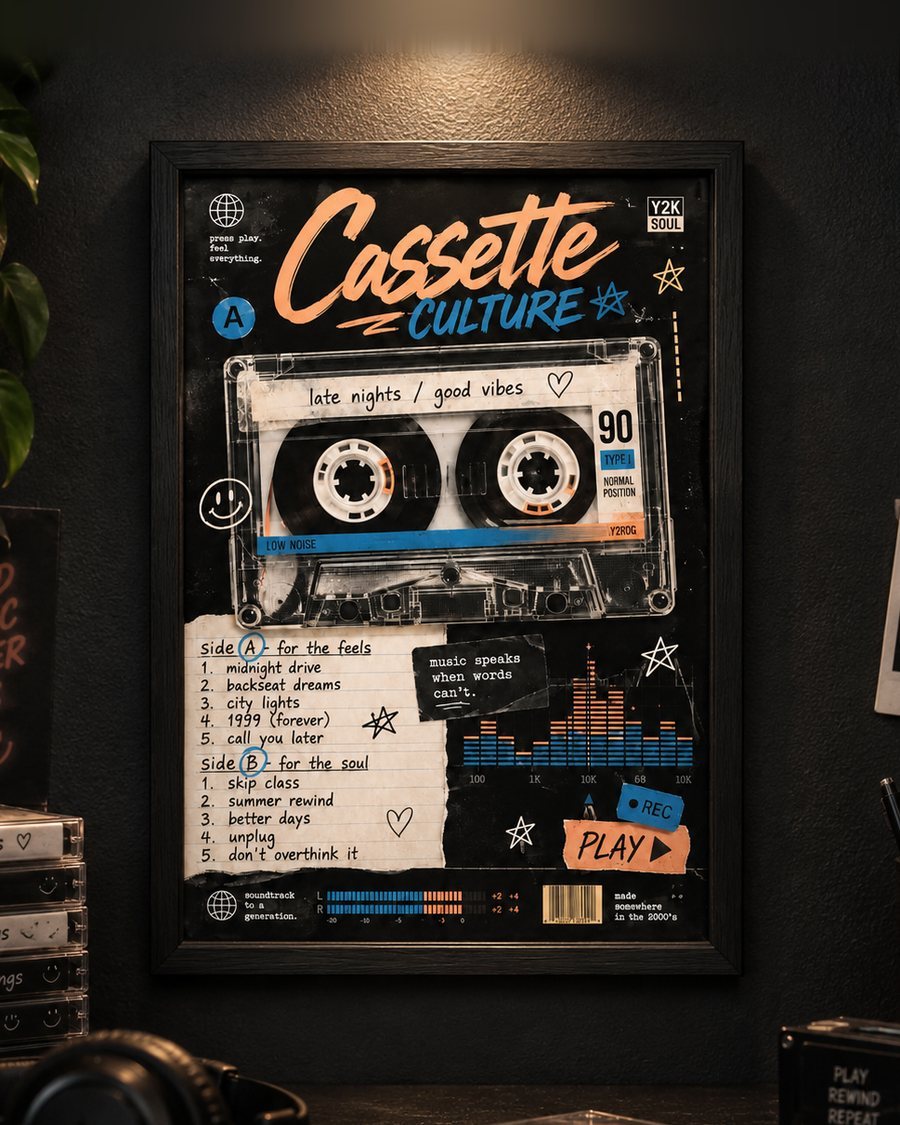 Cassette
CULTURE
press play.
feel
everything.
Y2K
SOUL
A
late nights / good vibes
90
TYPE I
NORMAL
POSITION
LOW NOISE
Y2ROG
side A - for the feels
1. midnight drive
2. backseat dreams
3. city lights
4. 1999 (forever)
5. call you later
side B - for the soul
1. skip class
2. summer rewind
3. better days
4. unplug
5. don't overthink it
music speaks
when words
can't.
100 1K 10K 68 10K
REC
PLAY
soundtrack
to a
generation.
L +2 +4
R +2 +4
-20 -10 -5 -3 0
made
somewhere
in the 2000's
PLAY
REWIND
REPEAT